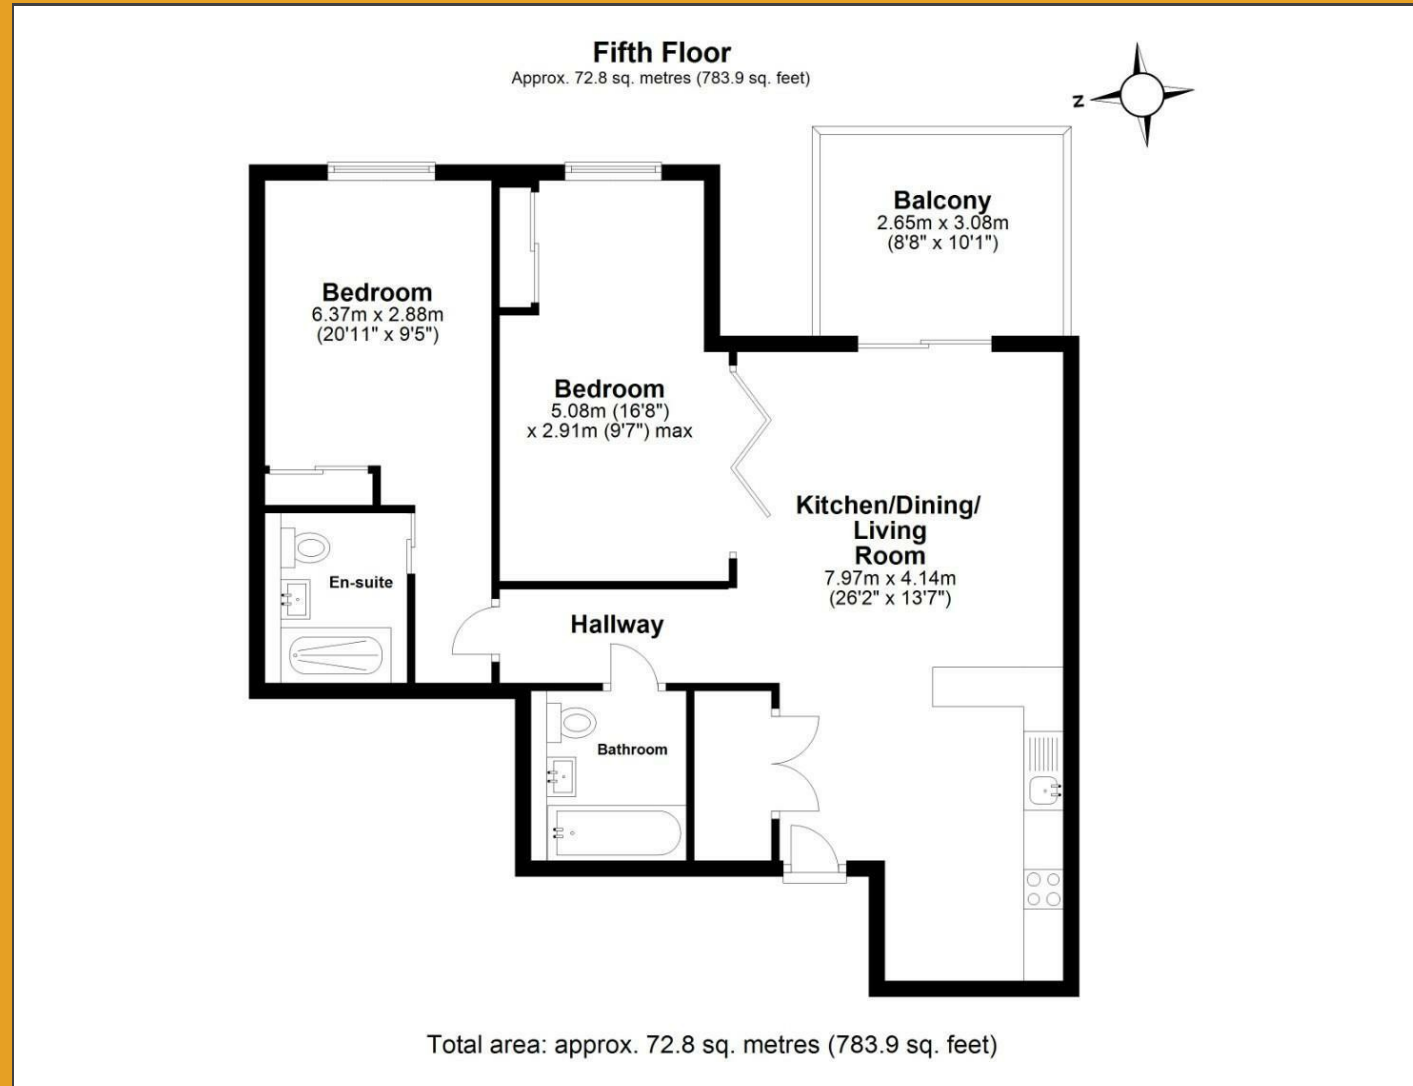 Fifth Floor
Approx. 72.8 sq. metres (783.9 sq. feet)
N
Balcony
2.65m x 3.08m
(8'8" x 10'1")
Bedroom
6.37m x 2.88m
(20'11" x 9'5")
Bedroom
5.08m (16'8")
x 2.91m (9'7") max
Kitchen/Dining/
Living
Room
7.97m x 4.14m
(26'2" x 13'7")
En-suite
Hallway
Bathroom
Total area: approx. 72.8 sq. metres (783.9 sq. feet)